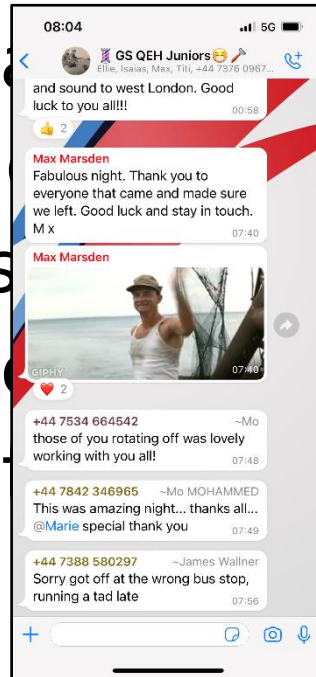 08:04
5G
GS QEH Juniors
Ellie, Isaias, Max, Titi, +44 7376 0967...
and sound to west London. Good
luck to you all!!!
00:58
2
Max Marsden
Fabulous night. Thank you to
everyone that came and made sure
we left. Good luck and stay in touch.
M x
07:40
Max Marsden
GIPHY
07:40
2
+44 7534 664542
~Mo
those of you rotating off was lovely
working with you all!
07:48
+44 7842 346965
~Mo MOHAMMED
This was amazing night... thanks all...
@Marie special thank you
07:49
+44 7388 580297
~James Wallner
Sorry got off at the wrong bus stop,
running a tad late
07:56